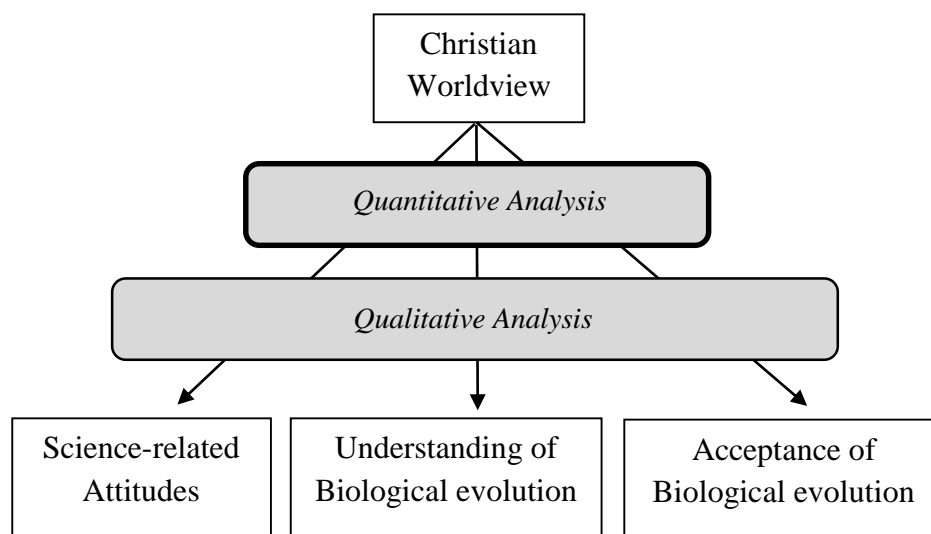 Christian
Worldview
Quantitative Analysis
Qualitative Analysis
Science-related
Attitudes
Understanding of
Biological evolution
Acceptance of
Biological evolution